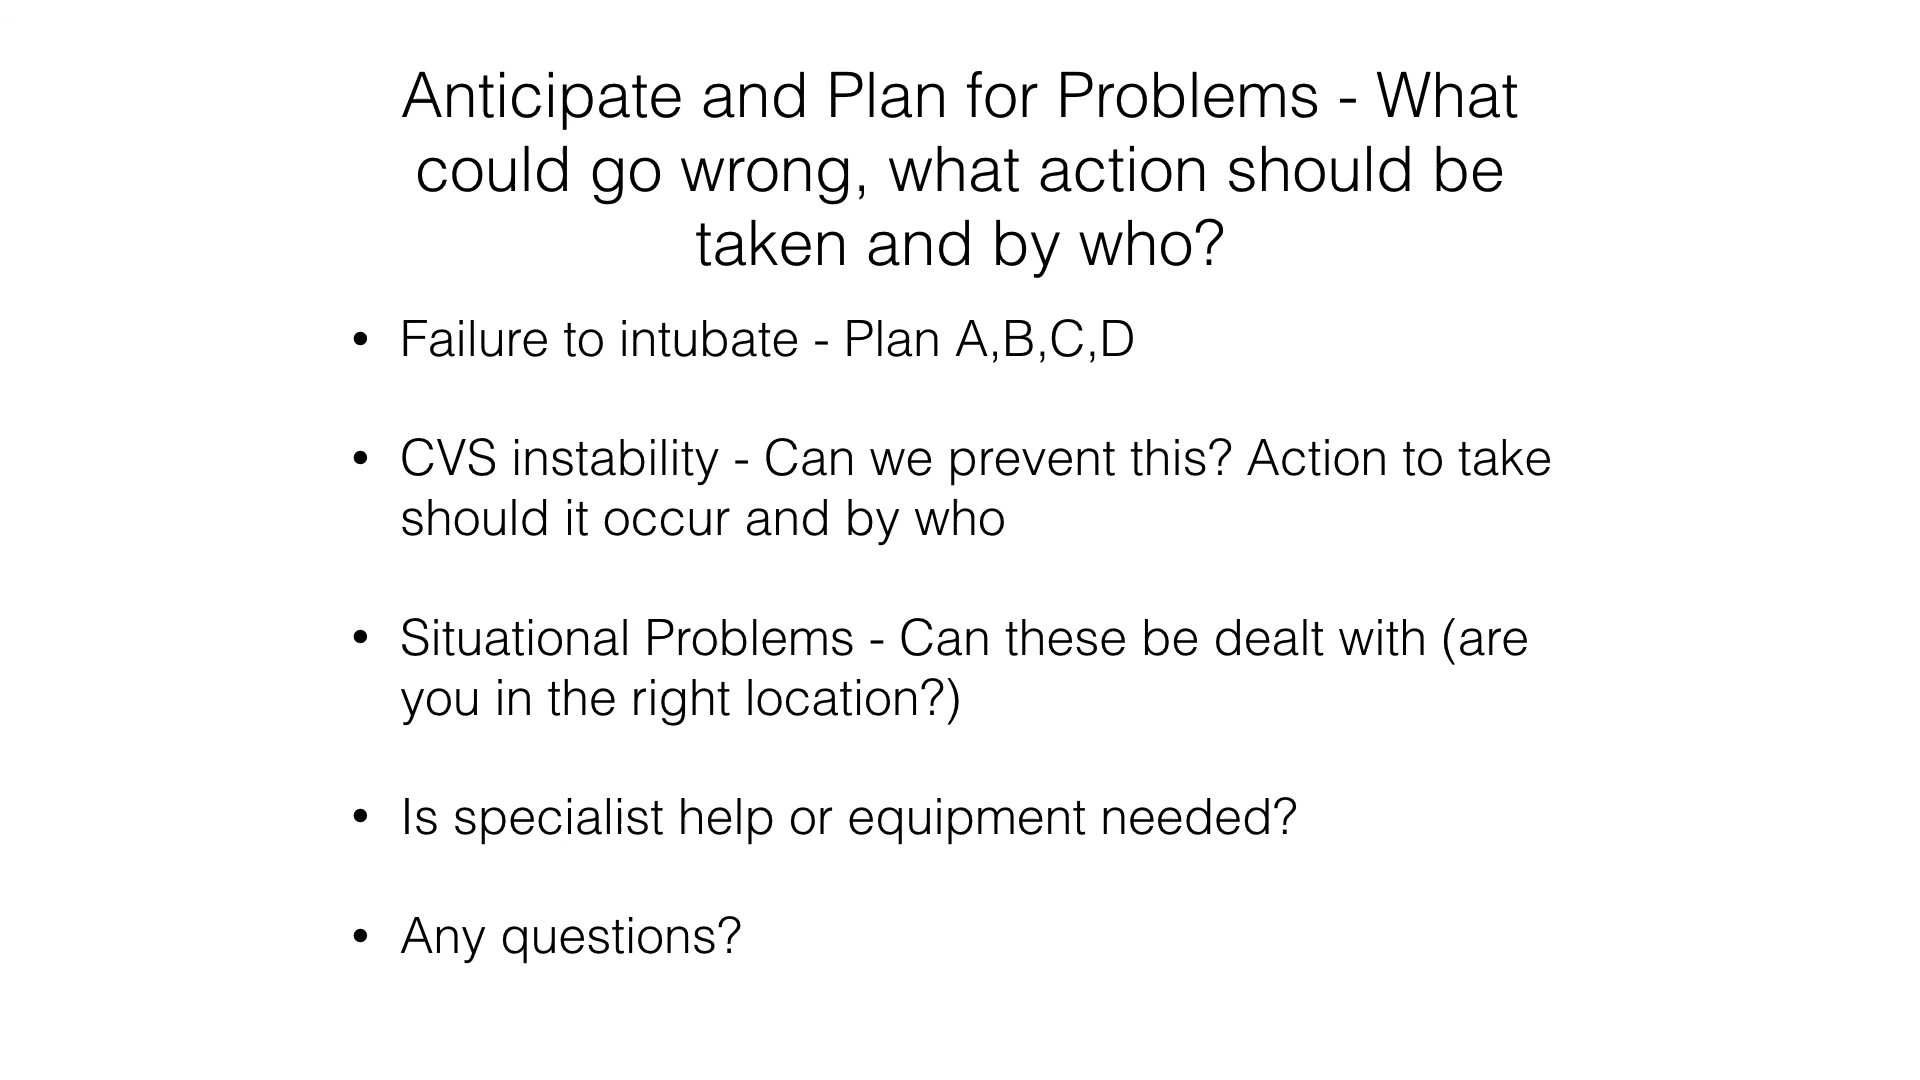 Anticipate and Plan for Problems - What
could go wrong, what action should be
taken and by who?
• Failure to intubate - Plan A,B,C,D
• CVS instability - Can we prevent this? Action to take
should it occur and by who
• Situational Problems - Can these be dealt with (are
you in the right location?)
• Is specialist help or equipment needed?
• Any questions?